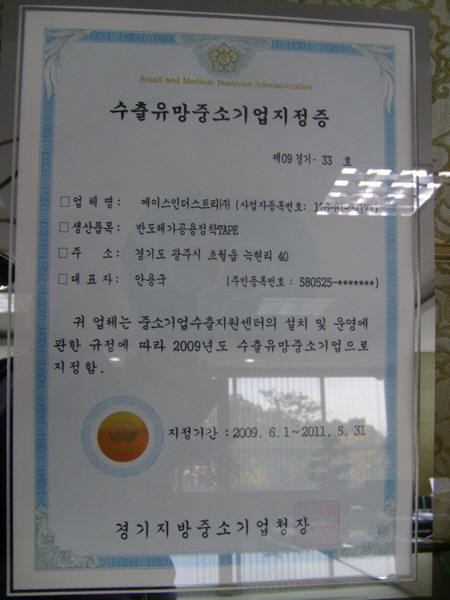 Small and Medium Business Administration
수출유망중소기업지정증
제09 경기 - 33 호
□ 업 체 명 : 에이스인더스트리㈜ (사업자등록번호:
□ 생산품목 : 반도체가공용점착TAPE
□ 주 소 : 경기도 광주시 초월읍 늑현리 40
□ 대 표 자 : 안용국 (주민등록번호 : 580525-*******)
귀 업체는 중소기업수출지원센터의 설치 및 운영에
관한 규정에 따라 2009년도 수출유망중소기업으로
지정함.
지정기간 : 2009. 6. 1 ~ 2011. 5. 31
경기지방중소기업청장